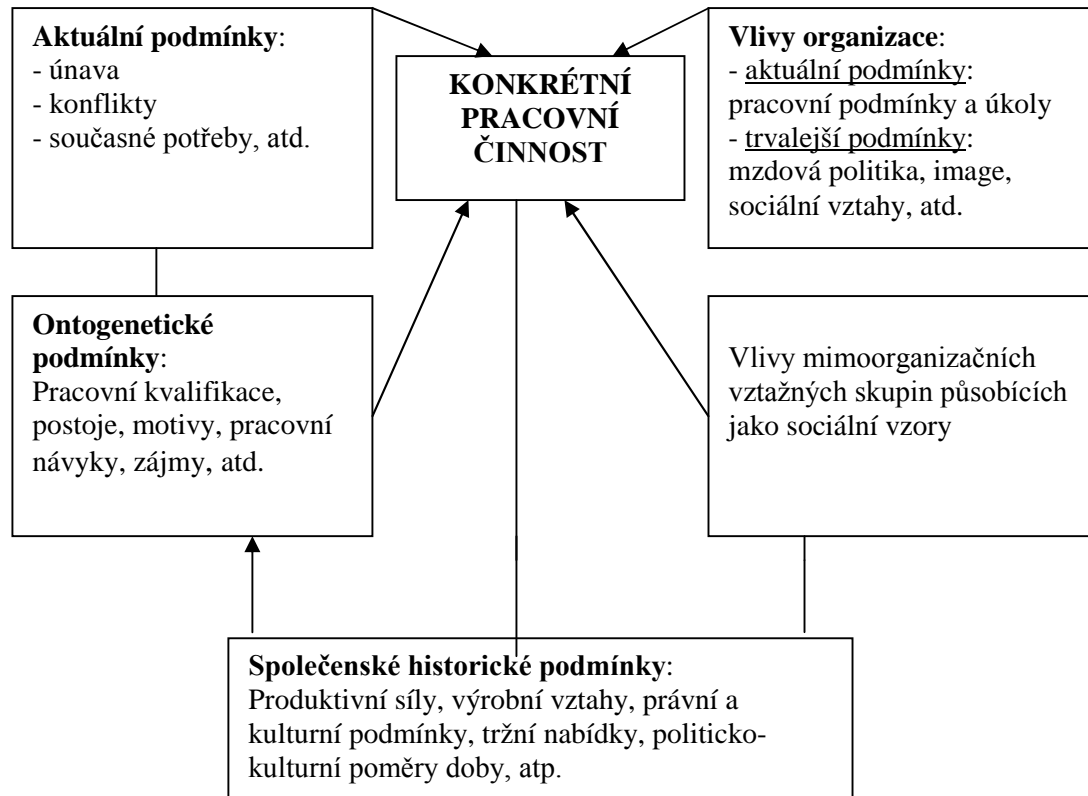 Aktuální podmínky:
- únava
- konflikty
- současné potřeby, atd.
KONKRÉTNÍ
PRACOVNÍ
ČINNOST
Vlivy organizace:
- aktuální podmínky:
pracovní podmínky a úkoly
- trvalejší podmínky:
mzdová politika, image,
sociální vztahy, atd.
Ontogenetické
podmínky:
Pracovní kvalifikace,
postoje, motivy, pracovní
návyky, zájmy, atd.
Vlivy mimoorganizačních
vztažných skupin působících
jako sociální vzory
Společenské historické podmínky:
Produktivní síly, výrobní vztahy, právní a
kulturní podmínky, tržní nabídky, politicko-
kulturní poměry doby, atp.